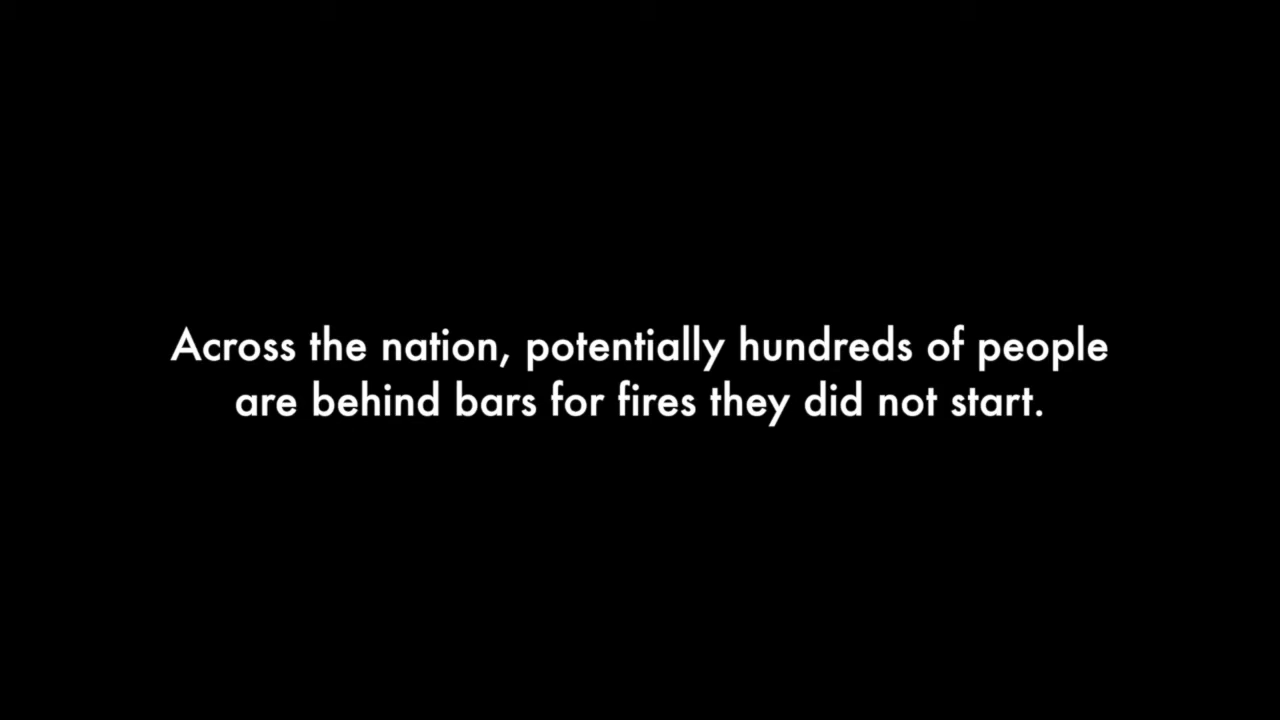 Across the nation, potentially hundreds of people
are behind bars for fires they did not start.